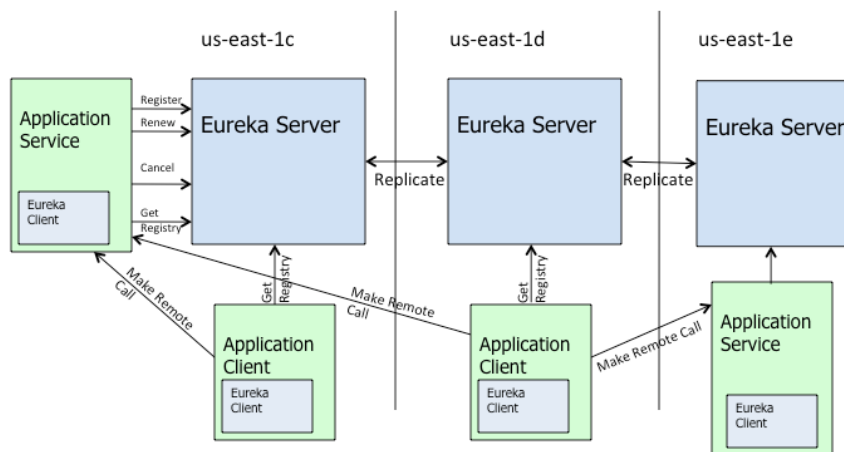 us-east-1c
us-east-1d
us-east-1e
Application
Service
Eureka
Client
Register
Renew
Cancel
Get
Registry
Eureka Server
Replicate
Eureka Server
Replicate
Eureka Server
Make Remote
Call
Get
Registry
Make Remote
Call
Get
Registry
Make Remote Call
Application
Client
Eureka
Client
Application
Client
Eureka
Client
Application
Service
Eureka
Client